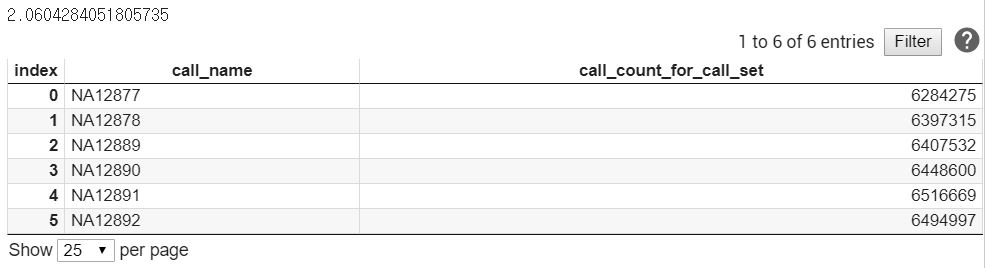 2.0604284051805735
1 to 6 of 6 entries Filter ?
index call_name call_count_for_call_set
0 NA12877 6284275
1 NA12878 6397315
2 NA12889 6407532
3 NA12890 6448600
4 NA12891 6516669
5 NA12892 6494997
Show 25 per page